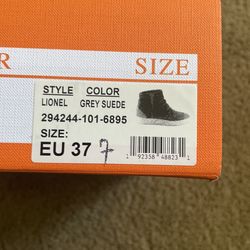 R SIZE
STYLE COLOR
LIONEL GREY SUEDE
294244-101-6895
SIZE:
EU 37 7
1 92358 48823 1